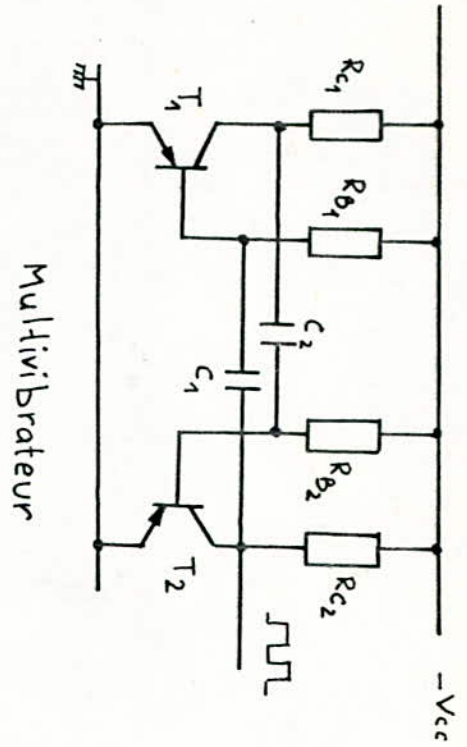 -Vcc
RC1
RB1
RB2
RC2
C2
C1
T1
T2
Multivibrateur